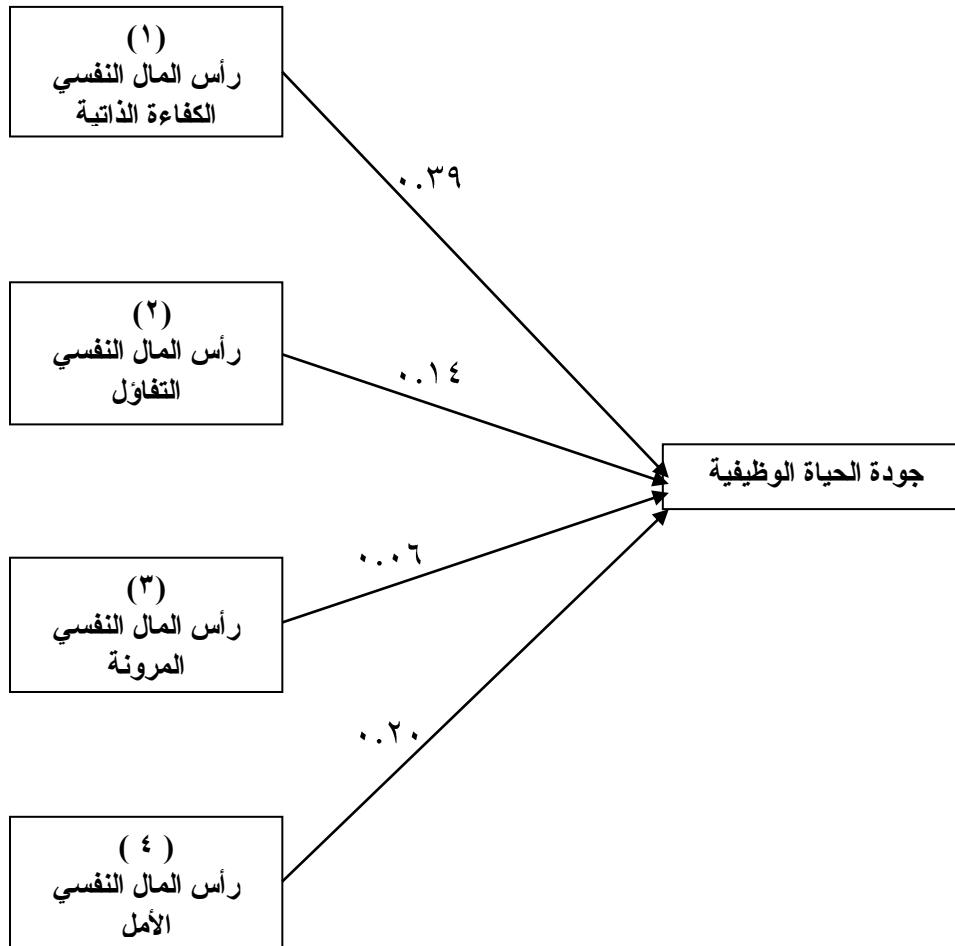 (١)
رأس المال النفسي
الكفاءة الذاتية
٠.٣٩
(٢)
رأس المال النفسي
التفاؤل
٠.١٤
جودة الحياة الوظيفية
٠.٠٦
(٣)
رأس المال النفسي
المرونة
٠.٢٠
( ٤ )
رأس المال النفسي
الأمل